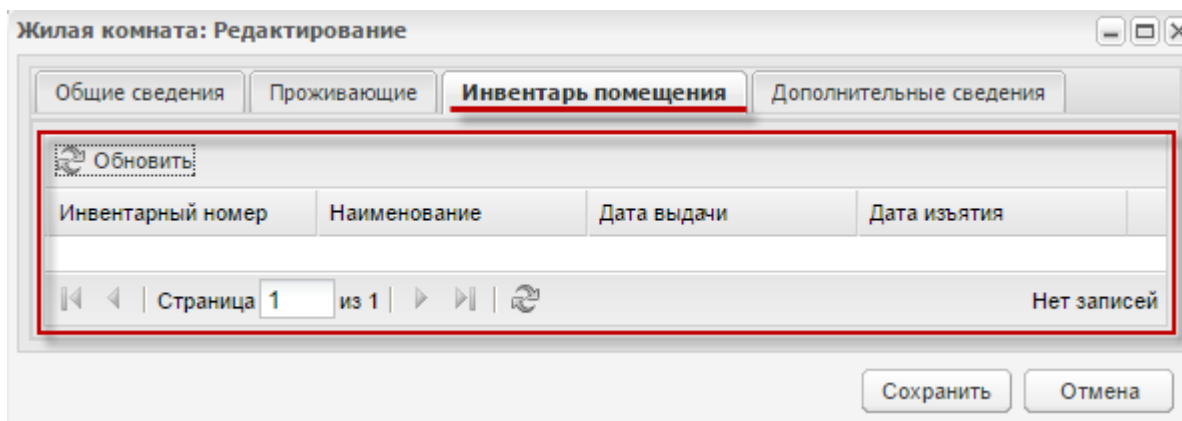 Жилая комната: Редактирование
Общие сведения Проживающие Инвентарь помещения Дополнительные сведения
Обновить
Инвентарный номер Наименование Дата выдачи Дата изъятия
Страница 1 из 1 Нет записей
Сохранить Отмена